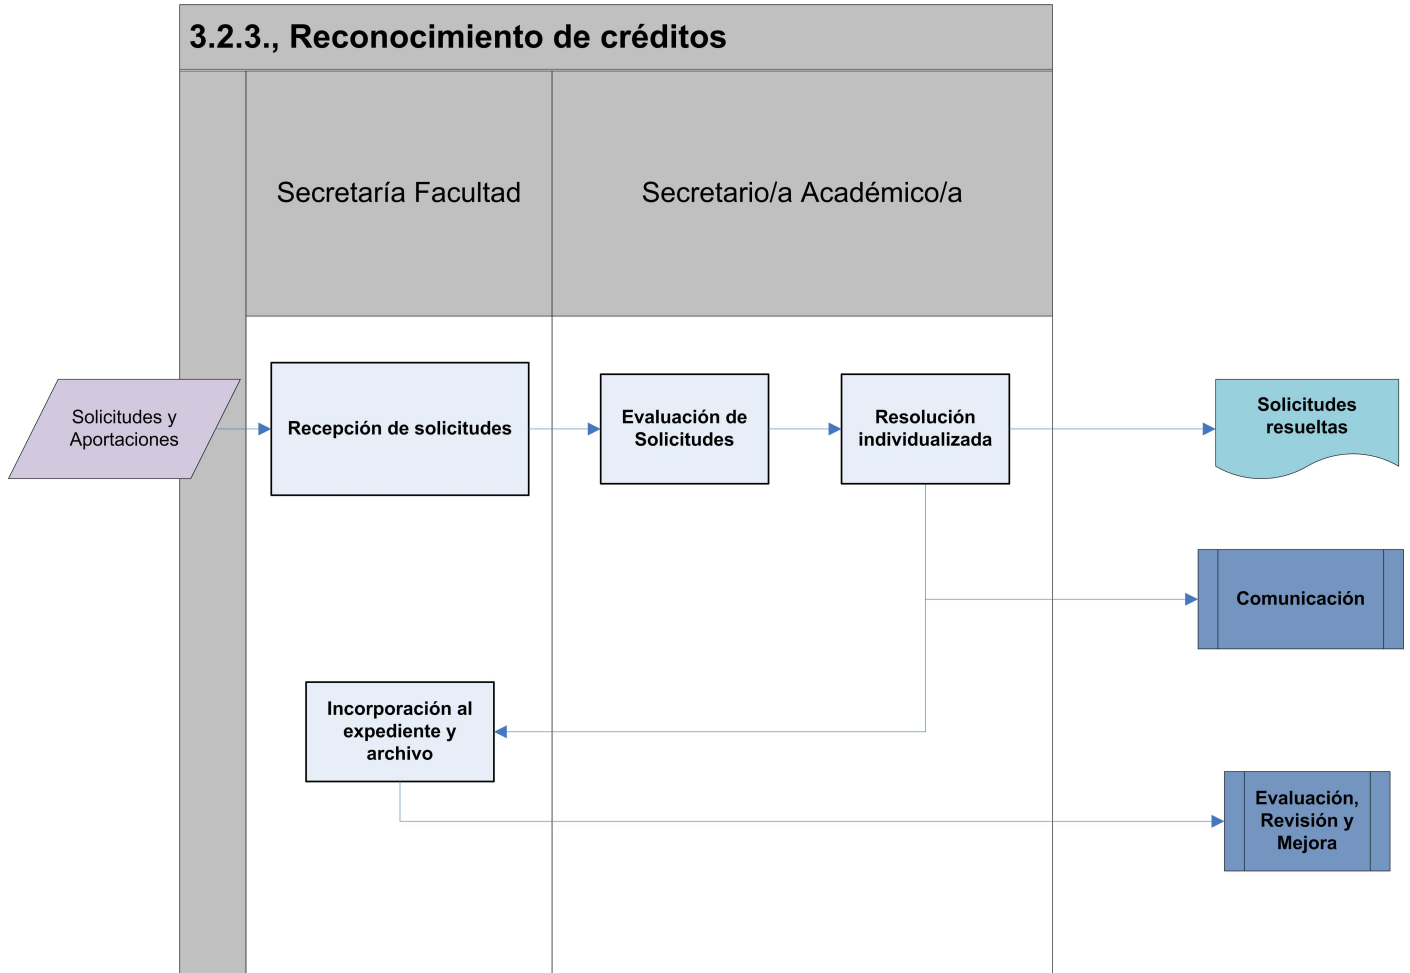 3.2.3., Reconocimiento de créditos
Secretaría Facultad
Secretario/a Académico/a
Solicitudes y
Aportaciones
Recepción de solicitudes
Evaluación de
Solicitudes
Resolución
individualizada
Solicitudes
resueltas
Comunicación
Incorporación al
expediente y
archivo
Evaluación,
Revisión y
Mejora